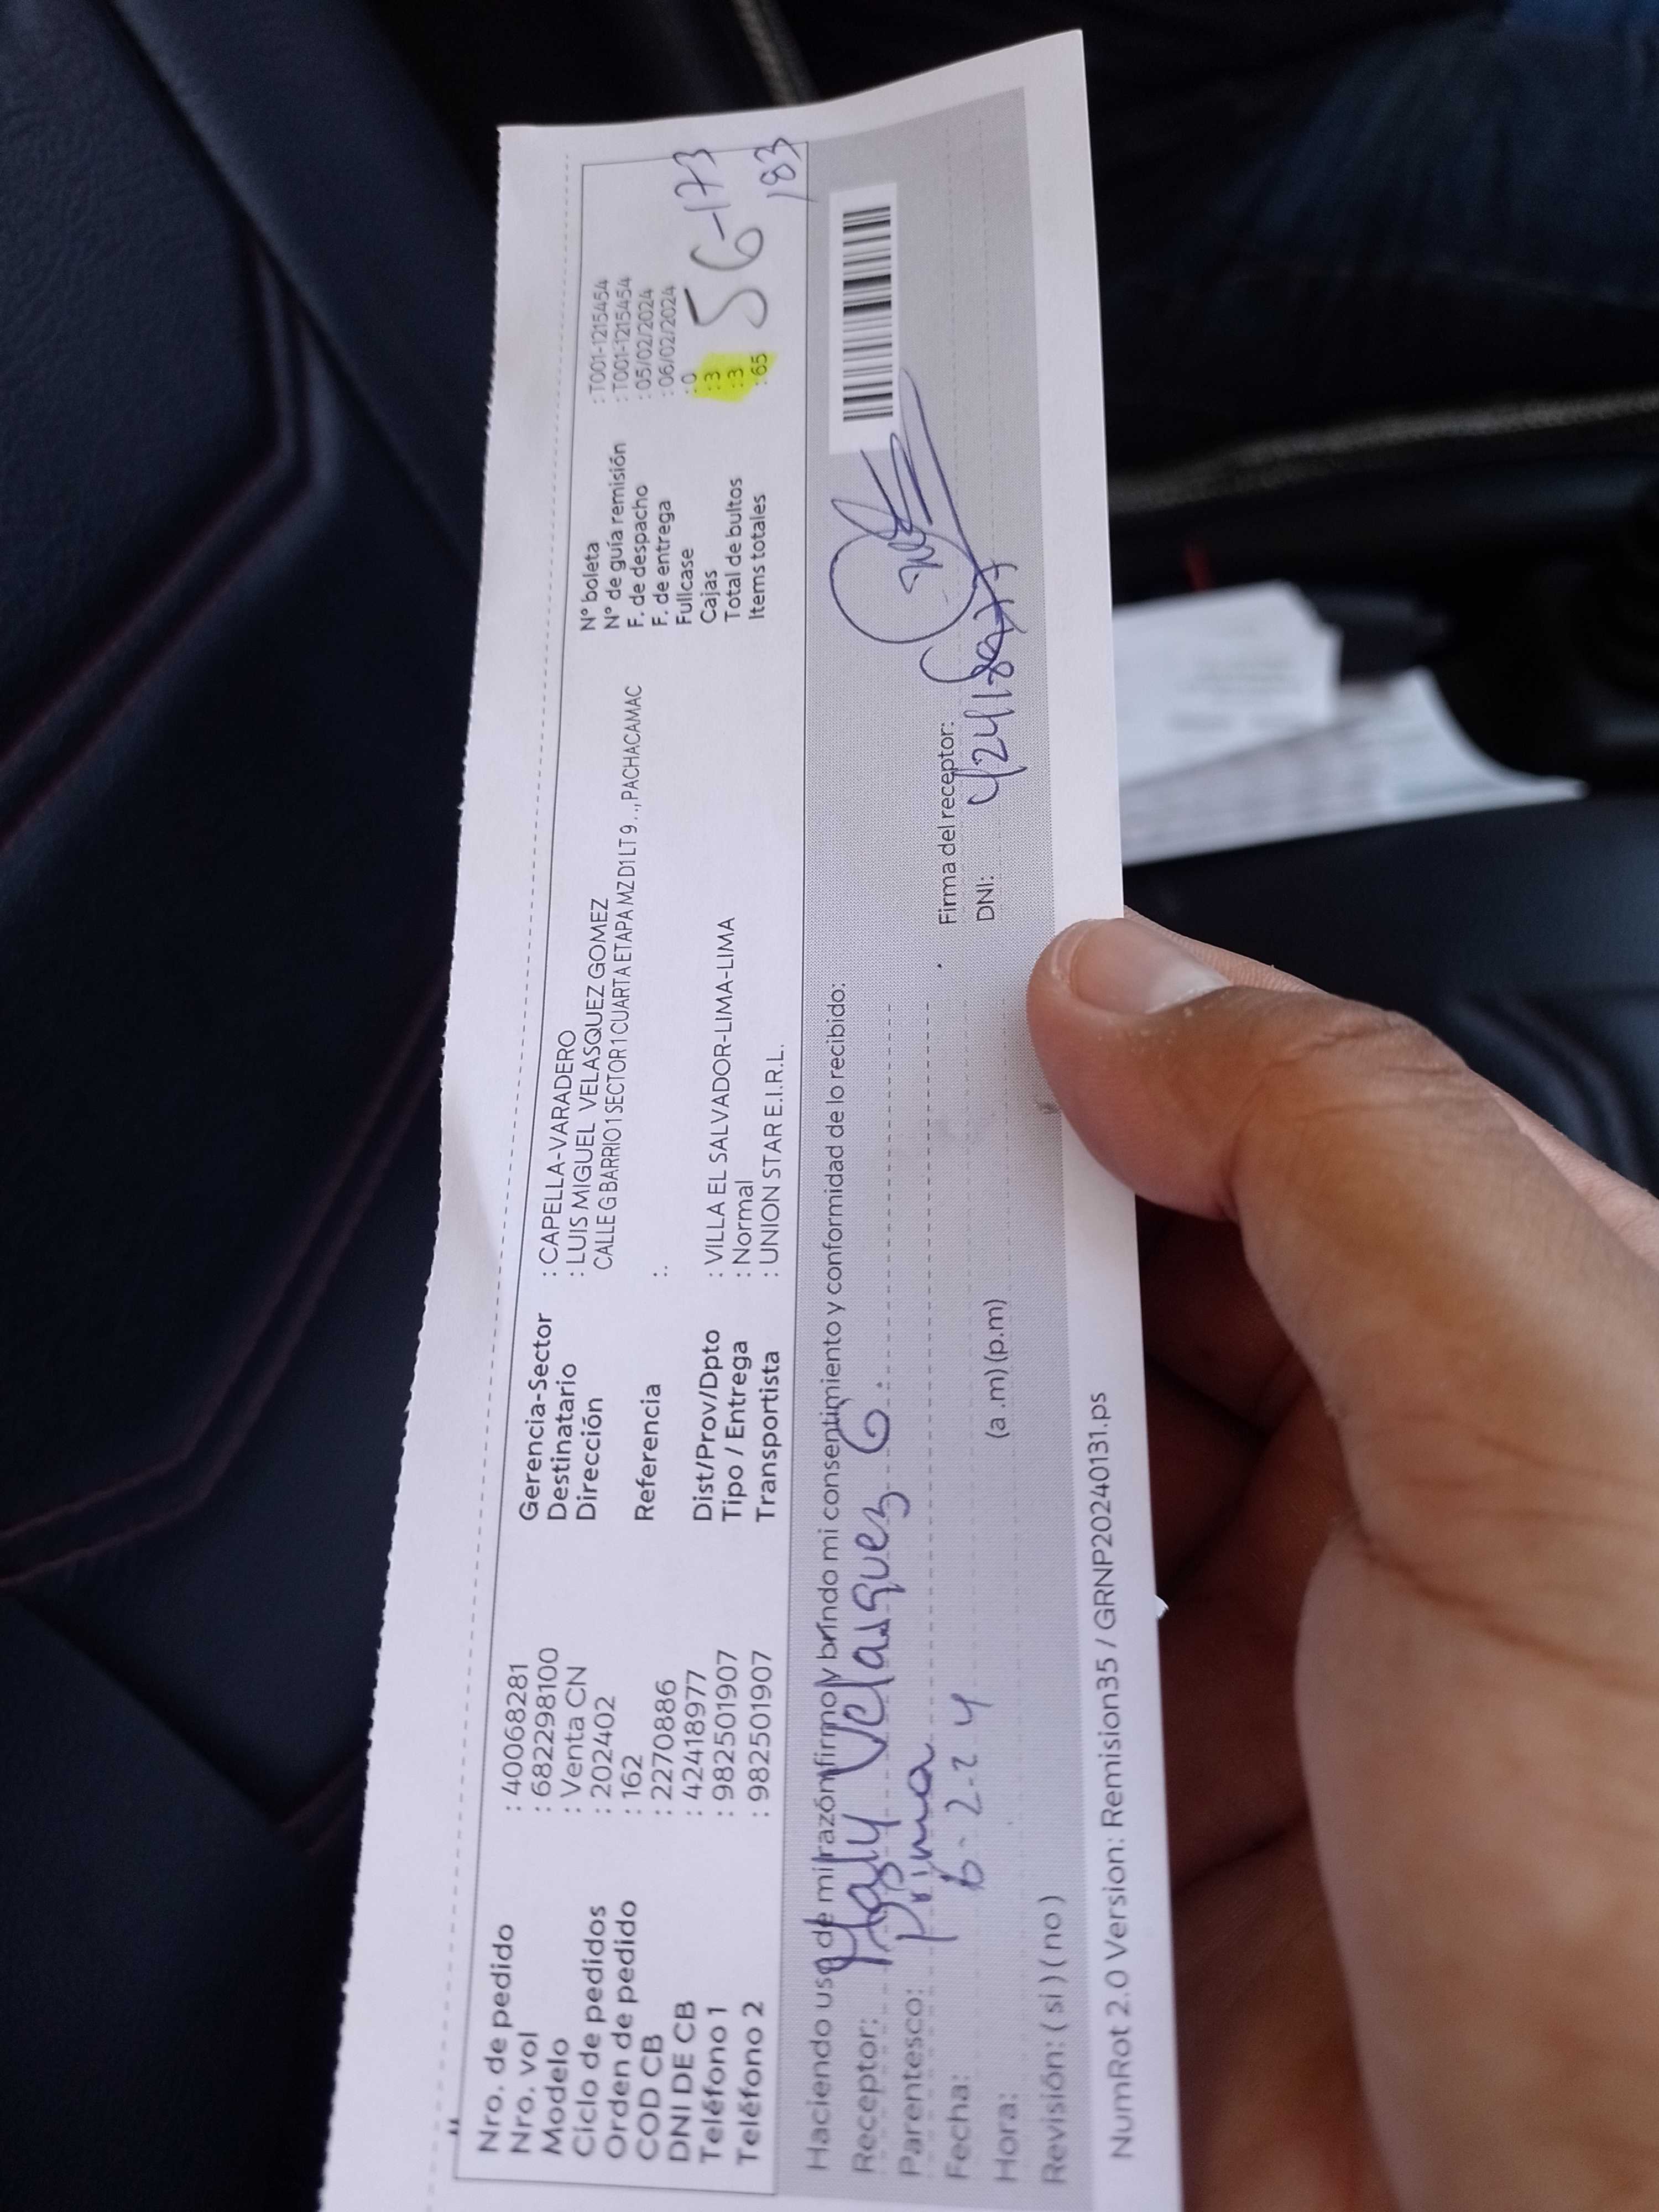 Nro. de pedido : 40068281
Nro. vol : 682298100
Modelo : Venta CN
Ciclo de pedidos : 202402
Orden de pedido : 162
COD CB : 2270886
DNI DE CB : 42418977
Teléfono 1 : 982501907
Teléfono 2 : 982501907
Gerencia-Sector : CAPELLA-VARADERO
Destinatario : LUIS MIGUEL VELASQUEZ GOMEZ
Dirección CALLE G BARRIO 1 SECTOR 1 CUARTA ETAPA MZ D1 LT 9 . ., PACHACAMAC
Referencia : .
Dist/Prov/Dpto : VILLA EL SALVADOR-LIMA-LIMA
Tipo / Entrega : Normal
Transportista : UNION STAR E.I.R.L.
N° boleta : T001-1215454
N° de guía remisión : T001-1215454
F. de despacho : 05/02/2024
F. de entrega : 06/02/2024
Fullcase : 0
Cajas : 3
Total de bultos : 3
Items totales : 65
56-173
183
Haciendo uso de mi razón firmo y brindo mi consentimiento y conformidad de lo recibido:
Receptor: Magly Velasquez G.
Parentesco: prima
Fecha: 6-2-24
Hora: (a .m) (p.m)
Revisión: ( si ) ( no )
Firma del receptor:
DNI: 42418977
NumRot 2.0 Version: Remision35 / GRNP20240131.ps